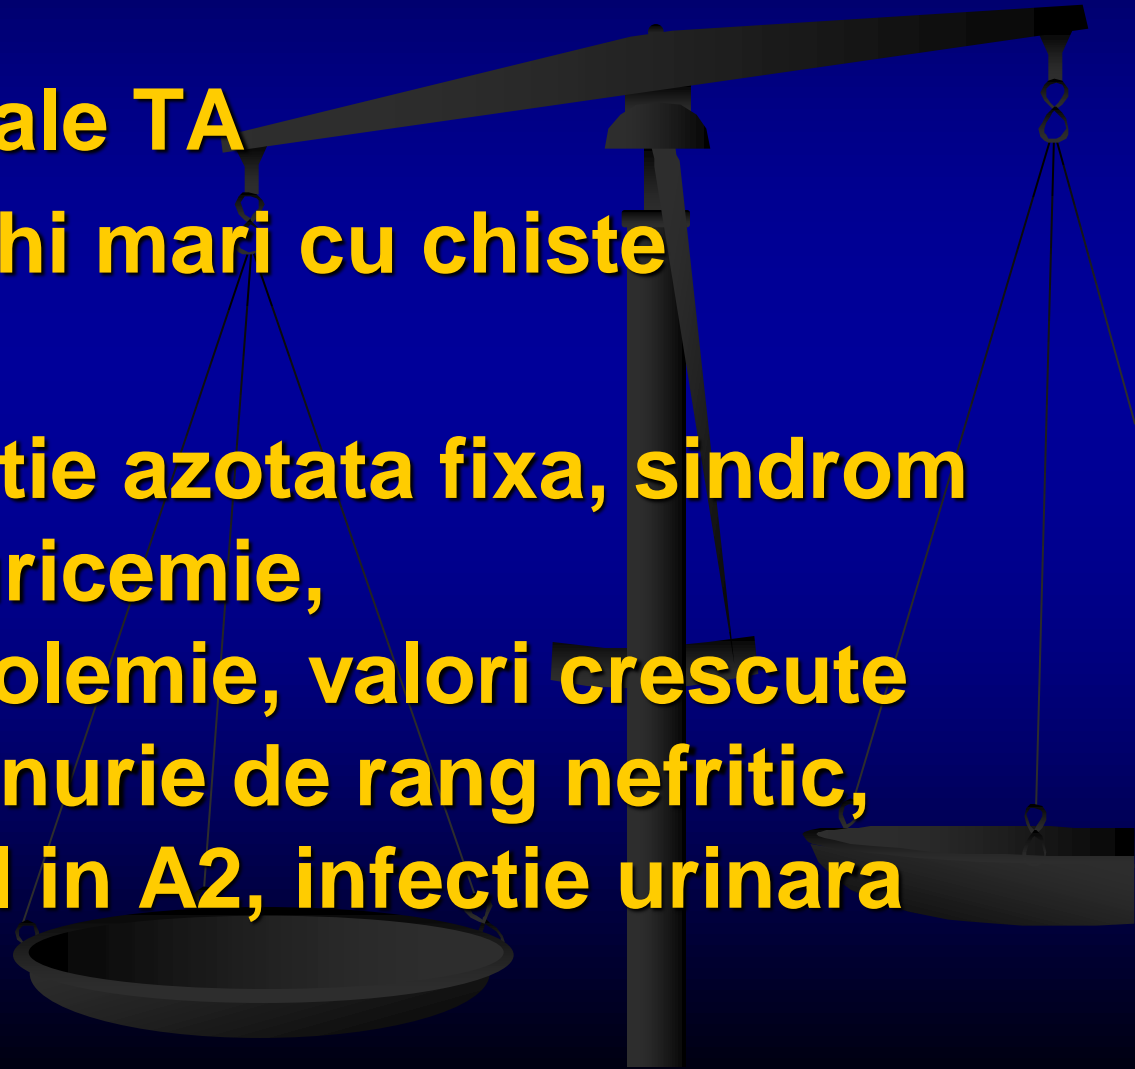 ale TA
hi mari cu chiste
tie azotata fixa, sindrom
ricemie,
olemie, valori crescute
nurie de rang nefritic,
in A2, infectie urinara